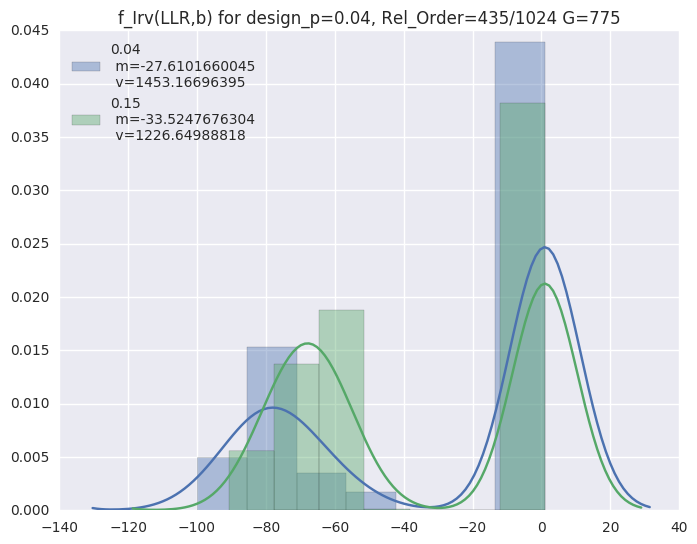 f_Irv(LLR,b) for design_p=0.04, Rel_Order=435/1024 G=775
0.045
0.040
0.035
0.030
0.025
0.020
0.015
0.010
0.005
0.000
0.04
m=-27.6101660045
v=1453.16696395
0.15
m=-33.5247676304
v=1226.64988818
−140 −120 −100 −80 −60 −40 −20 0 20 40